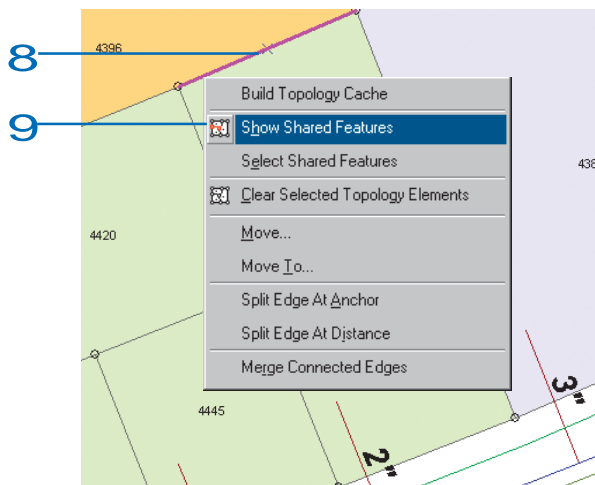 4396
8
Build Topology Cache
9
Show Shared Features
Select Shared Features
438
Clear Selected Topology Elements
4420
Move...
Move To...
Split Edge At Anchor
Split Edge At Distance
Merge Connected Edges
4445
3"
2"